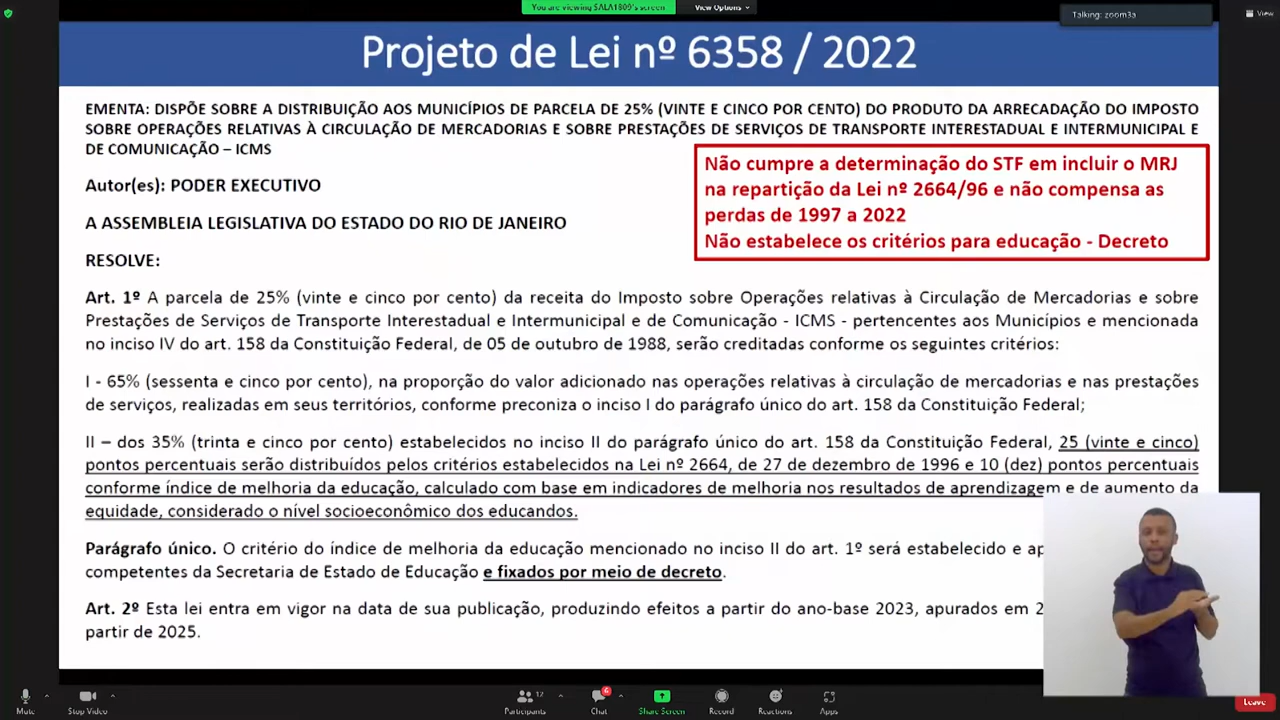 You are viewing SALA1809's screen
View Options
Talking: zoom3a
View
Projeto de Lei nº 6358 / 2022
EMENTA: DISPÕE SOBRE A DISTRIBUIÇÃO AOS MUNICÍPIOS DE PARCELA DE 25% (VINTE E CINCO POR CENTO) DO PRODUTO DA ARRECADAÇÃO DO IMPOSTO
SOBRE OPERAÇÕES RELATIVAS À CIRCULAÇÃO DE MERCADORIAS E SOBRE PRESTAÇÕES DE SERVIÇOS DE TRANSPORTE INTERESTADUAL E INTERMUNICIPAL E
DE COMUNICAÇÃO – ICMS
Não cumpre a determinação do STF em incluir o MRJ
na repartição da Lei nº 2664/96 e não compensa as
perdas de 1997 a 2022
Não estabelece os critérios para educação - Decreto
Autor(es): PODER EXECUTIVO
A ASSEMBLEIA LEGISLATIVA DO ESTADO DO RIO DE JANEIRO
RESOLVE:
Art. 1º A parcela de 25% (vinte e cinco por cento) da receita do Imposto sobre Operações relativas à Circulação de Mercadorias e sobre
Prestações de Serviços de Transporte Interestadual e Intermunicipal e de Comunicação - ICMS - pertencentes aos Municípios e mencionada
no inciso IV do art. 158 da Constituição Federal, de 05 de outubro de 1988, serão creditadas conforme os seguintes critérios:
I - 65% (sessenta e cinco por cento), na proporção do valor adicionado nas operações relativas à circulação de mercadorias e nas prestações
de serviços, realizadas em seus territórios, conforme preconiza o inciso I do parágrafo único do art. 158 da Constituição Federal;
II – dos 35% (trinta e cinco por cento) estabelecidos no inciso II do parágrafo único do art. 158 da Constituição Federal, 25 (vinte e cinco)
pontos percentuais serão distribuídos pelos critérios estabelecidos na Lei nº 2664, de 27 de dezembro de 1996 e 10 (dez) pontos percentuais
conforme índice de melhoria da educação, calculado com base em indicadores de melhoria nos resultados de aprendizagem e de aumento da
equidade, considerado o nível socioeconômico dos educandos.
Parágrafo único. O critério do índice de melhoria da educação mencionado no inciso II do art. 1º será estabelecido e ap
competentes da Secretaria de Estado de Educação e fixados por meio de decreto.
Art. 2º Esta lei entra em vigor na data de sua publicação, produzindo efeitos a partir do ano-base 2023, apurados em 2
partir de 2025.
Mute
Stop Video
12
Participants
6
Chat
Share Screen
Record
Reactions
Apps
Leave